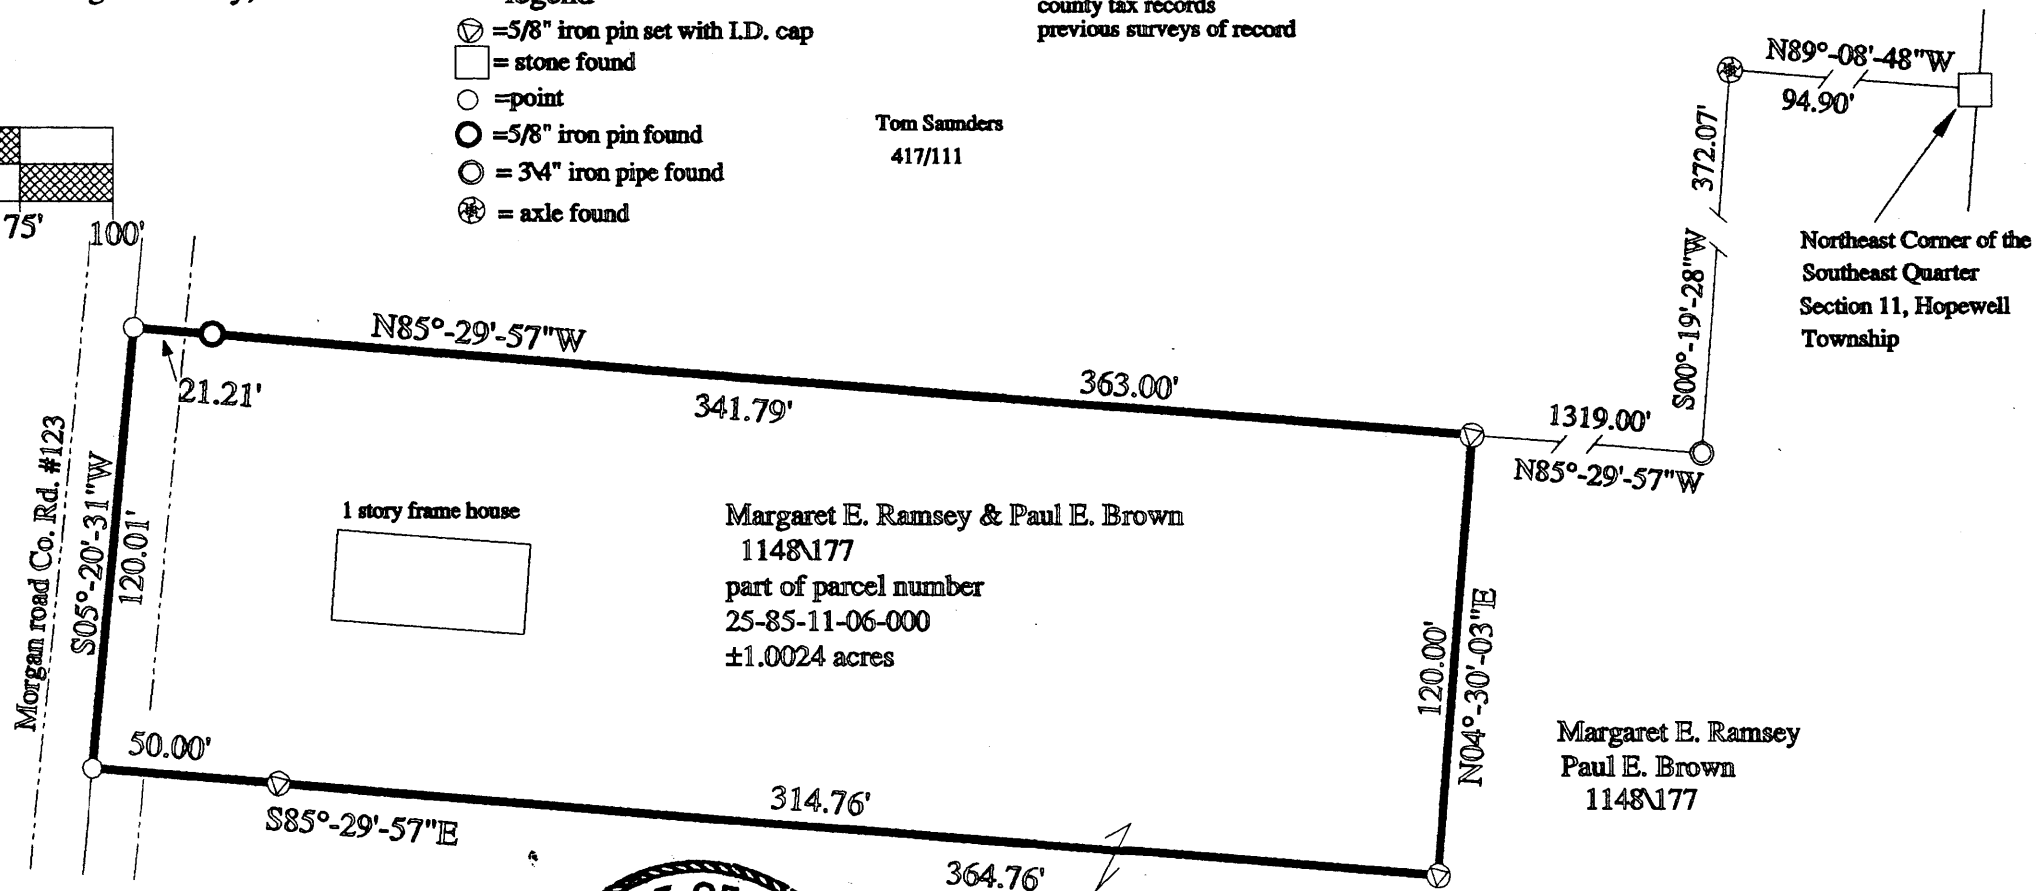 legend
=5/8" iron pin set with I.D. cap
= stone found
=point
=5/8" iron pin found
= 3\4" iron pipe found
= axle found
county tax records
previous surveys of record
Tom Saunders
417/111
75'
100'
N89°-08'-48"W
94.90'
372.07'
S00°-19'-28"W
Northeast Corner of the
Southeast Quarter
Section 11, Hopewell
Township
N85°-29'-57"W
21.21'
341.79'
363.00'
1319.00'
N85°-29'-57"W
Morgan road Co. Rd. #123
S05°-20'-31"W
120.01'
1 story frame house
Margaret E. Ramsey & Paul E. Brown
1148\177
part of parcel number
25-85-11-06-000
±1.0024 acres
120.00'
N04°-30'-03"E
Margaret E. Ramsey
Paul E. Brown
1148\177
50.00'
S85°-29'-57"E
314.76'
364.76'